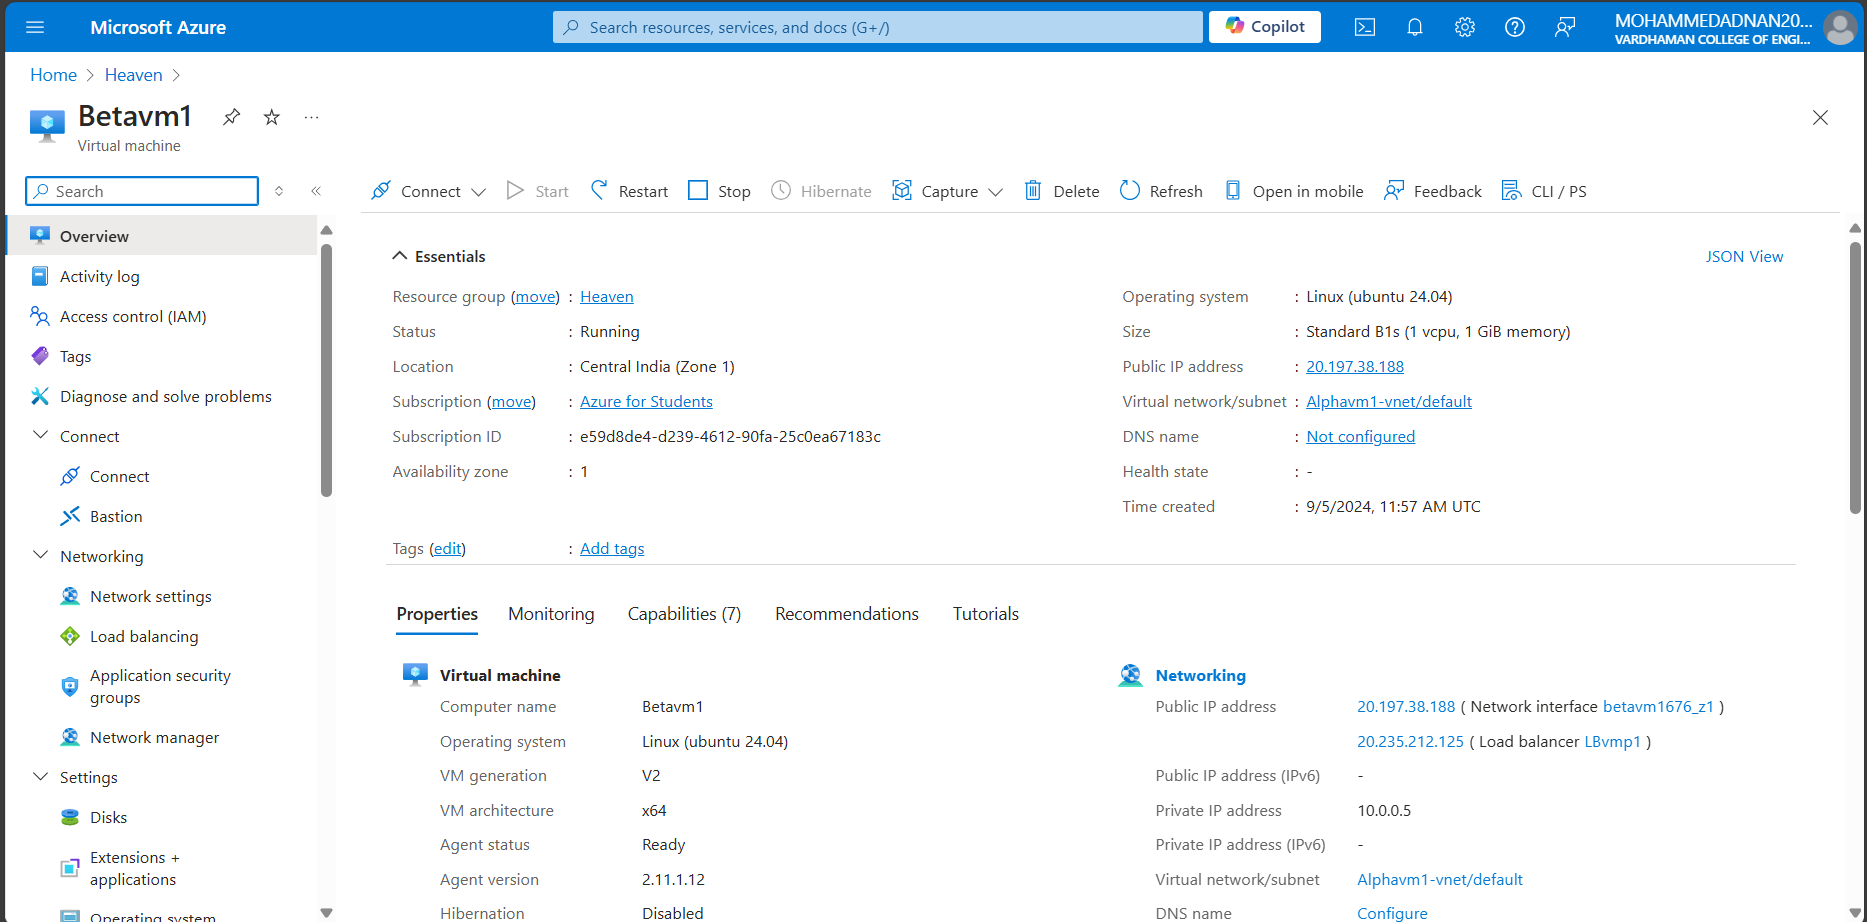 Microsoft Azure
Search resources, services, and docs (G+/)
Copilot
MOHAMMEDADNAN20...
VARDHAMAN COLLEGE OF ENGI...
Home > Heaven >
Betavm1
Virtual machine
Search
Connect
Start
Restart
Stop
Hibernate
Capture
Delete
Refresh
Open in mobile
Feedback
CLI / PS
Overview
Activity log
Access control (IAM)
Tags
Diagnose and solve problems
Connect
Connect
Bastion
Networking
Network settings
Load balancing
Application security
groups
Network manager
Settings
Disks
Extensions +
applications
Operating system
Essentials
JSON View
Resource group (move) : Heaven
Status : Running
Location : Central India (Zone 1)
Subscription (move) : Azure for Students
Subscription ID : e59d8de4-d239-4612-90fa-25c0ea67183c
Availability zone : 1
Operating system : Linux (ubuntu 24.04)
Size : Standard B1s (1 vcpu, 1 GiB memory)
Public IP address : 20.197.38.188
Virtual network/subnet : Alphavm1-vnet/default
DNS name : Not configured
Health state : -
Time created : 9/5/2024, 11:57 AM UTC
Tags (edit) : Add tags
Properties
Monitoring
Capabilities (7)
Recommendations
Tutorials
Virtual machine
Computer name Betavm1
Operating system Linux (ubuntu 24.04)
VM generation V2
VM architecture x64
Agent status Ready
Agent version 2.11.1.12
Hibernation Disabled
Networking
Public IP address 20.197.38.188 ( Network interface betavm1676_z1 )
20.235.212.125 ( Load balancer LBvmp1 )
Public IP address (IPv6) -
Private IP address 10.0.0.5
Private IP address (IPv6) -
Virtual network/subnet Alphavm1-vnet/default
DNS name Configure